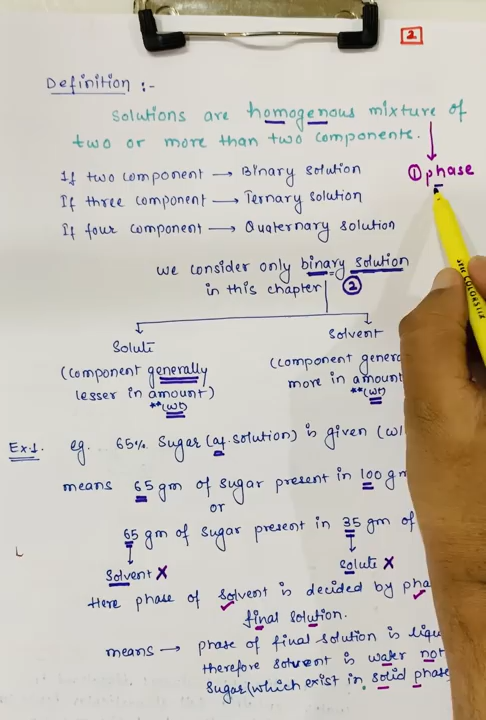 2.
Definition :-
Solutions are homogenous mixture of
two or more than two components.
① phase
If two component → Binary solution
If three component → Ternary solution
If four component → Quaternary solution
we consider only binary solution
in this chapter ②
Solute
(component generally
lesser in amount)
**(wt)
Solvent
(component genera
more in amount
**(wt)
Ex.1. eg. 65% Sugar (aq. solution) is given (w/
means 65 gm of sugar present in 100 gm
or
65 gm of sugar present in 35 gm of
Solvent X
Solute X
Here phase of solvent is decided by pha
final solution.
means → phase of final solution is liqu
therefore solvent is water not
sugar (which exist in solid phase